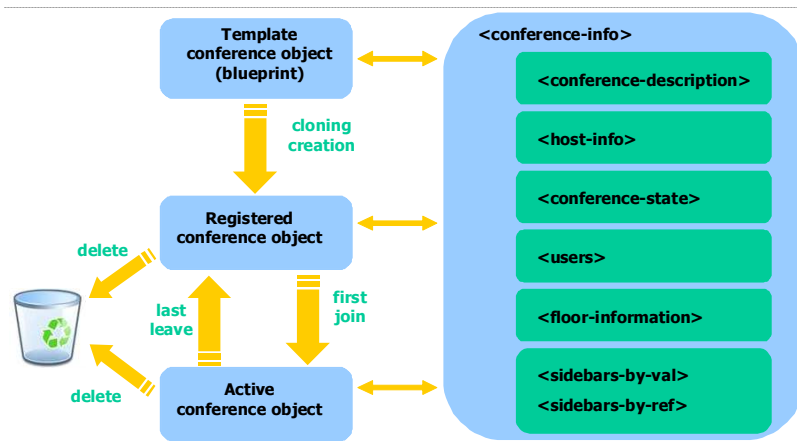 Template
conference object
(blueprint)
cloning
creation
Registered
conference object
delete
last
leave
first
join
delete
Active
conference object
<conference-info>
<conference-description>
<host-info>
<conference-state>
<users>
<floor-information>
<sidebars-by-val>
<sidebars-by-ref>